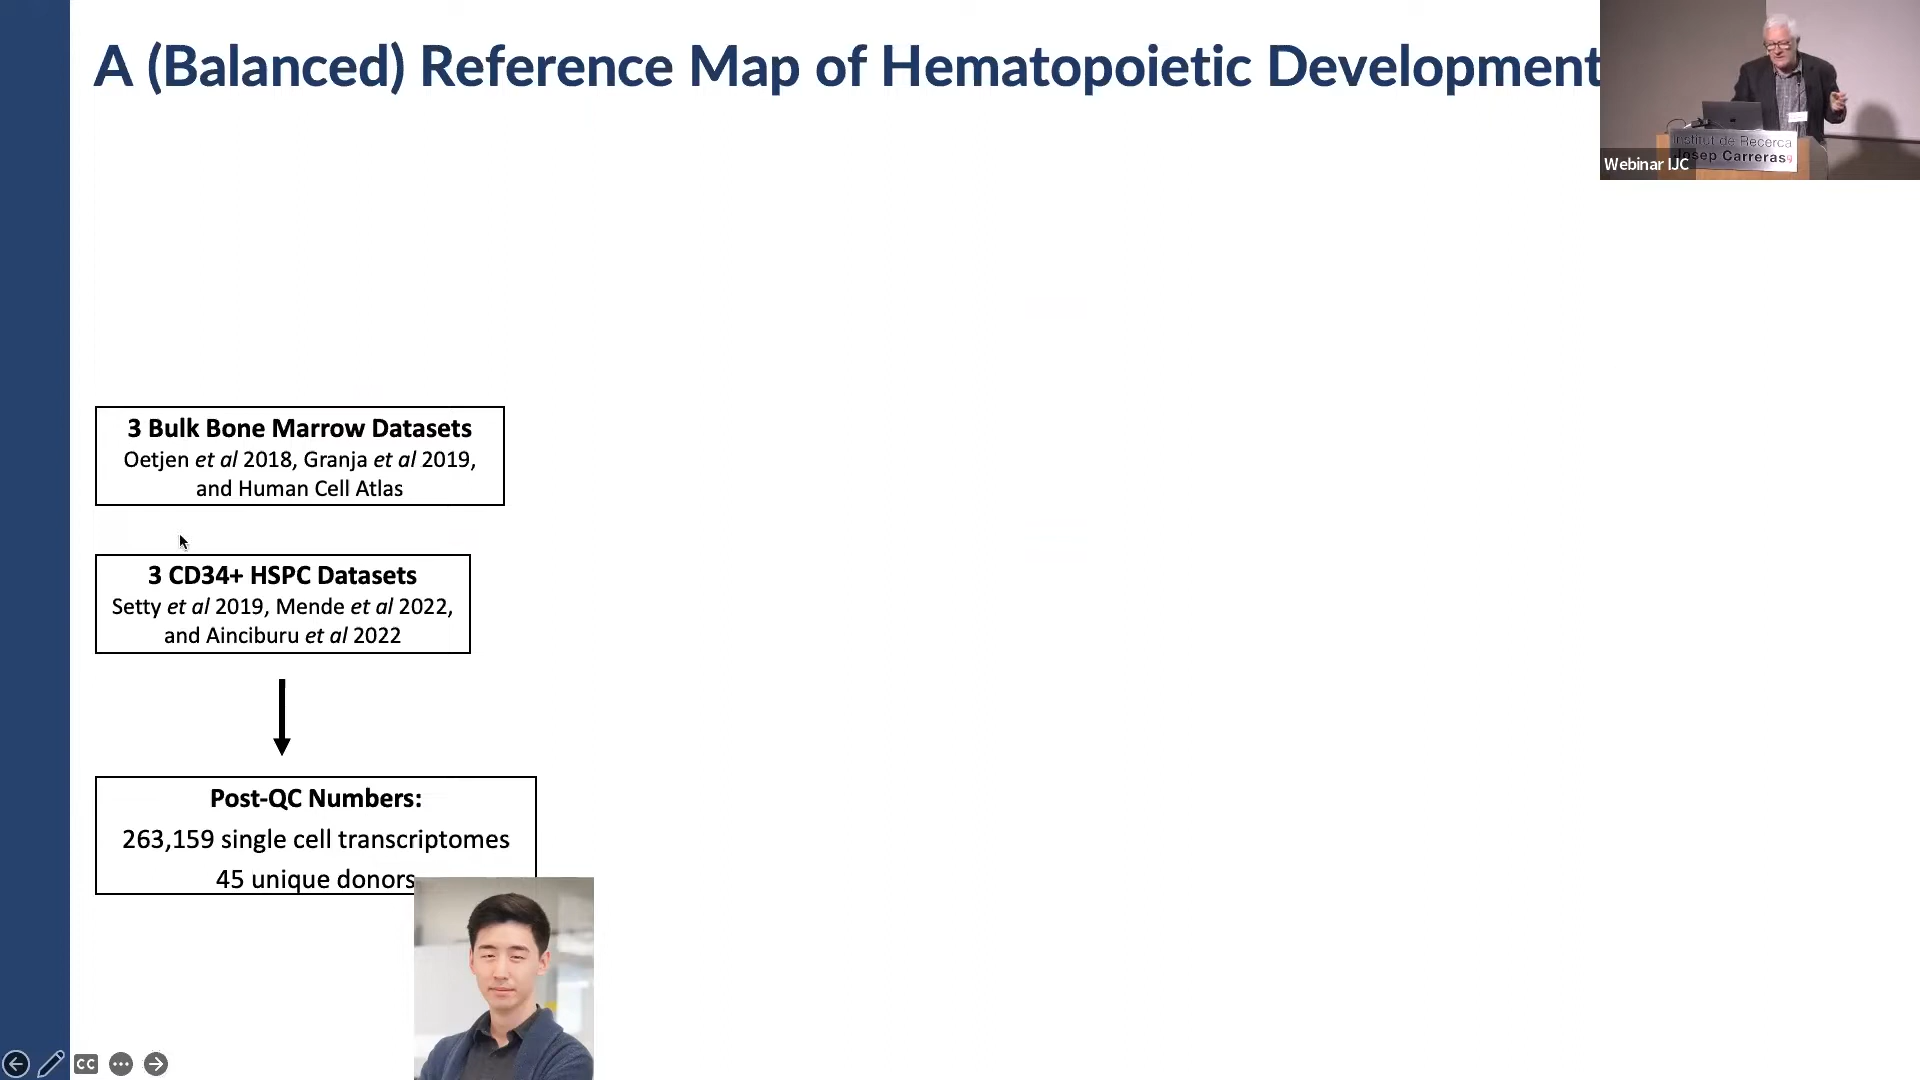 A (Balanced) Reference Map of Hematopoietic Development
Institut de Recerca
Josep Carreras
Webinar IJC
3 Bulk Bone Marrow Datasets
Oetjen et al 2018, Granja et al 2019,
and Human Cell Atlas
3 CD34+ HSPC Datasets
Setty et al 2019, Mende et al 2022,
and Ainciburu et al 2022
Post-QC Numbers:
263,159 single cell transcriptomes
45 unique donors
CC